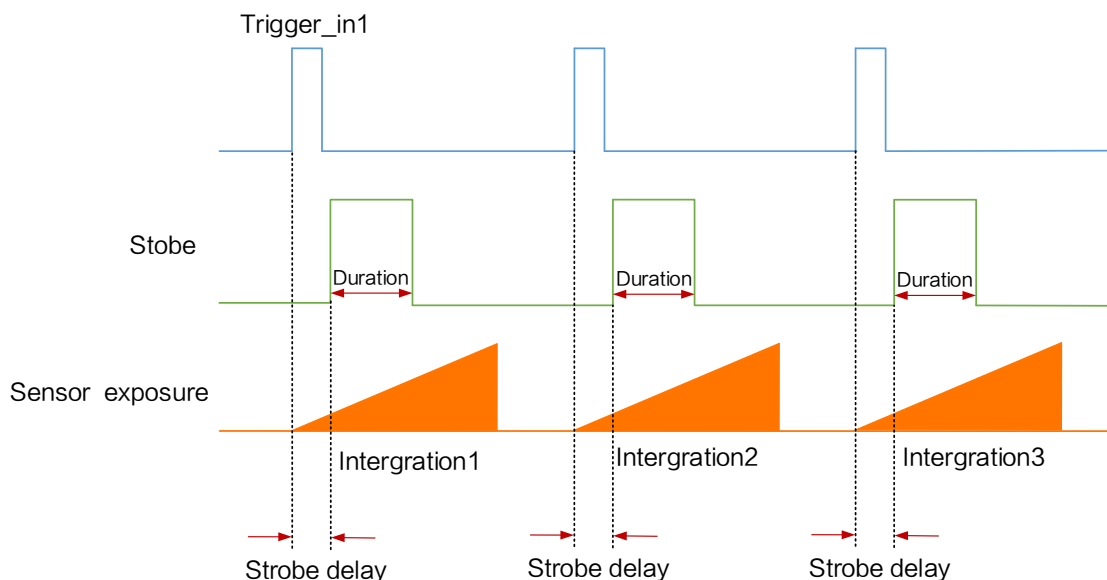 Trigger_in1
Stobe
Duration
Duration
Duration
Sensor exposure
Intergration1
Intergration2
Intergration3
Strobe delay
Strobe delay
Strobe delay